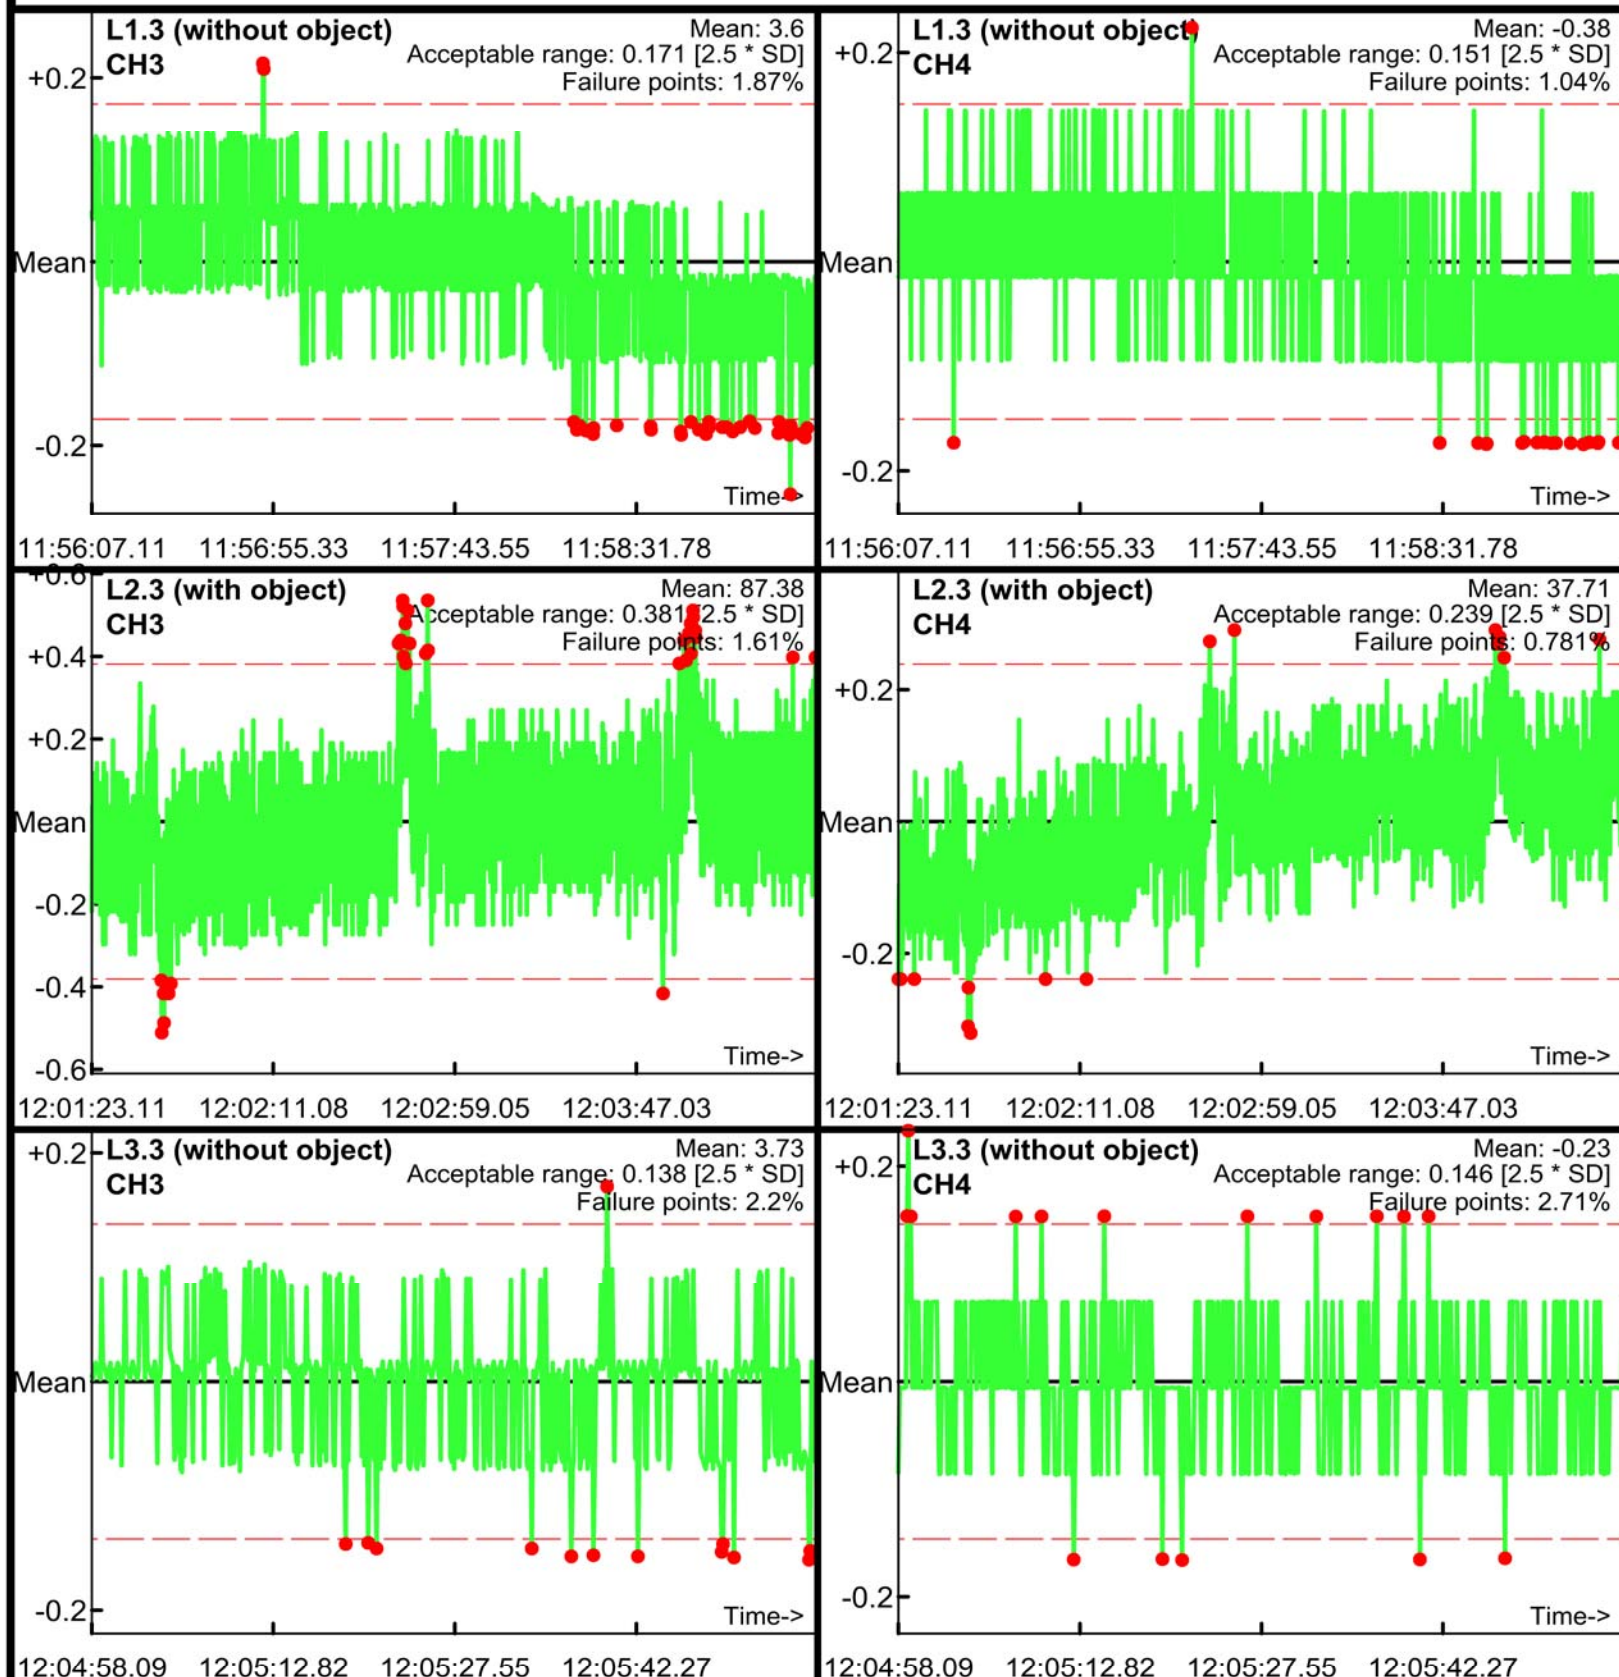 L1.3 (without object)
CH3
Mean: 3.6
Acceptable range: 0.171 [2.5 * SD]
Failure points: 1.87%
+0.2
Mean
-0.2
Time->
11:56:07.11 11:56:55.33 11:57:43.55 11:58:31.78
L1.3 (without object)
CH4
Mean: -0.38
Acceptable range: 0.151 [2.5 * SD]
Failure points: 1.04%
+0.2
Mean
-0.2
Time->
11:56:07.11 11:56:55.33 11:57:43.55 11:58:31.78
L2.3 (with object)
CH3
Mean: 87.38
Acceptable range: 0.381 [2.5 * SD]
Failure points: 1.61%
+0.6
+0.4
+0.2
Mean
-0.2
-0.4
-0.6
Time->
12:01:23.11 12:02:11.08 12:02:59.05 12:03:47.03
L2.3 (with object)
CH4
Mean: 37.71
Acceptable range: 0.239 [2.5 * SD]
Failure points: 0.781%
+0.2
Mean
-0.2
Time->
12:01:23.11 12:02:11.08 12:02:59.05 12:03:47.03
L3.3 (without object)
CH3
Mean: 3.73
Acceptable range: 0.138 [2.5 * SD]
Failure points: 2.2%
+0.2
Mean
-0.2
Time->
12:04:58.09 12:05:12.82 12:05:27.55 12:05:42.27
L3.3 (without object)
CH4
Mean: -0.23
Acceptable range: 0.146 [2.5 * SD]
Failure points: 2.71%
+0.2
Mean
-0.2
Time->
12:04:58.09 12:05:12.82 12:05:27.55 12:05:42.27